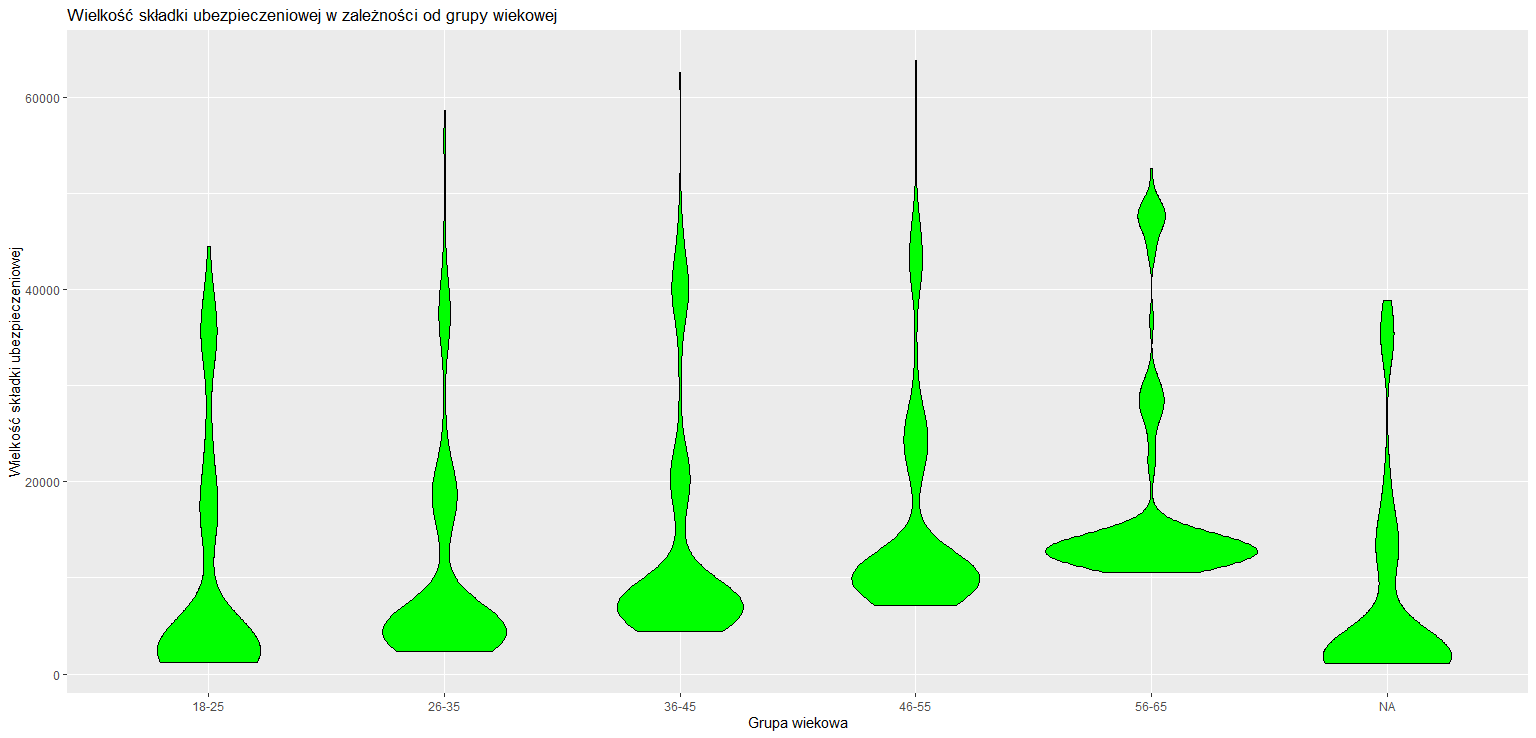 Wielkość składki ubezpieczeniowej w zależności od grupy wiekowej
Wielkość składki ubezpieczeniowej
60000
40000
20000
0
18-25
26-35
36-45
46-55
56-65
NA
Grupa wiekowa